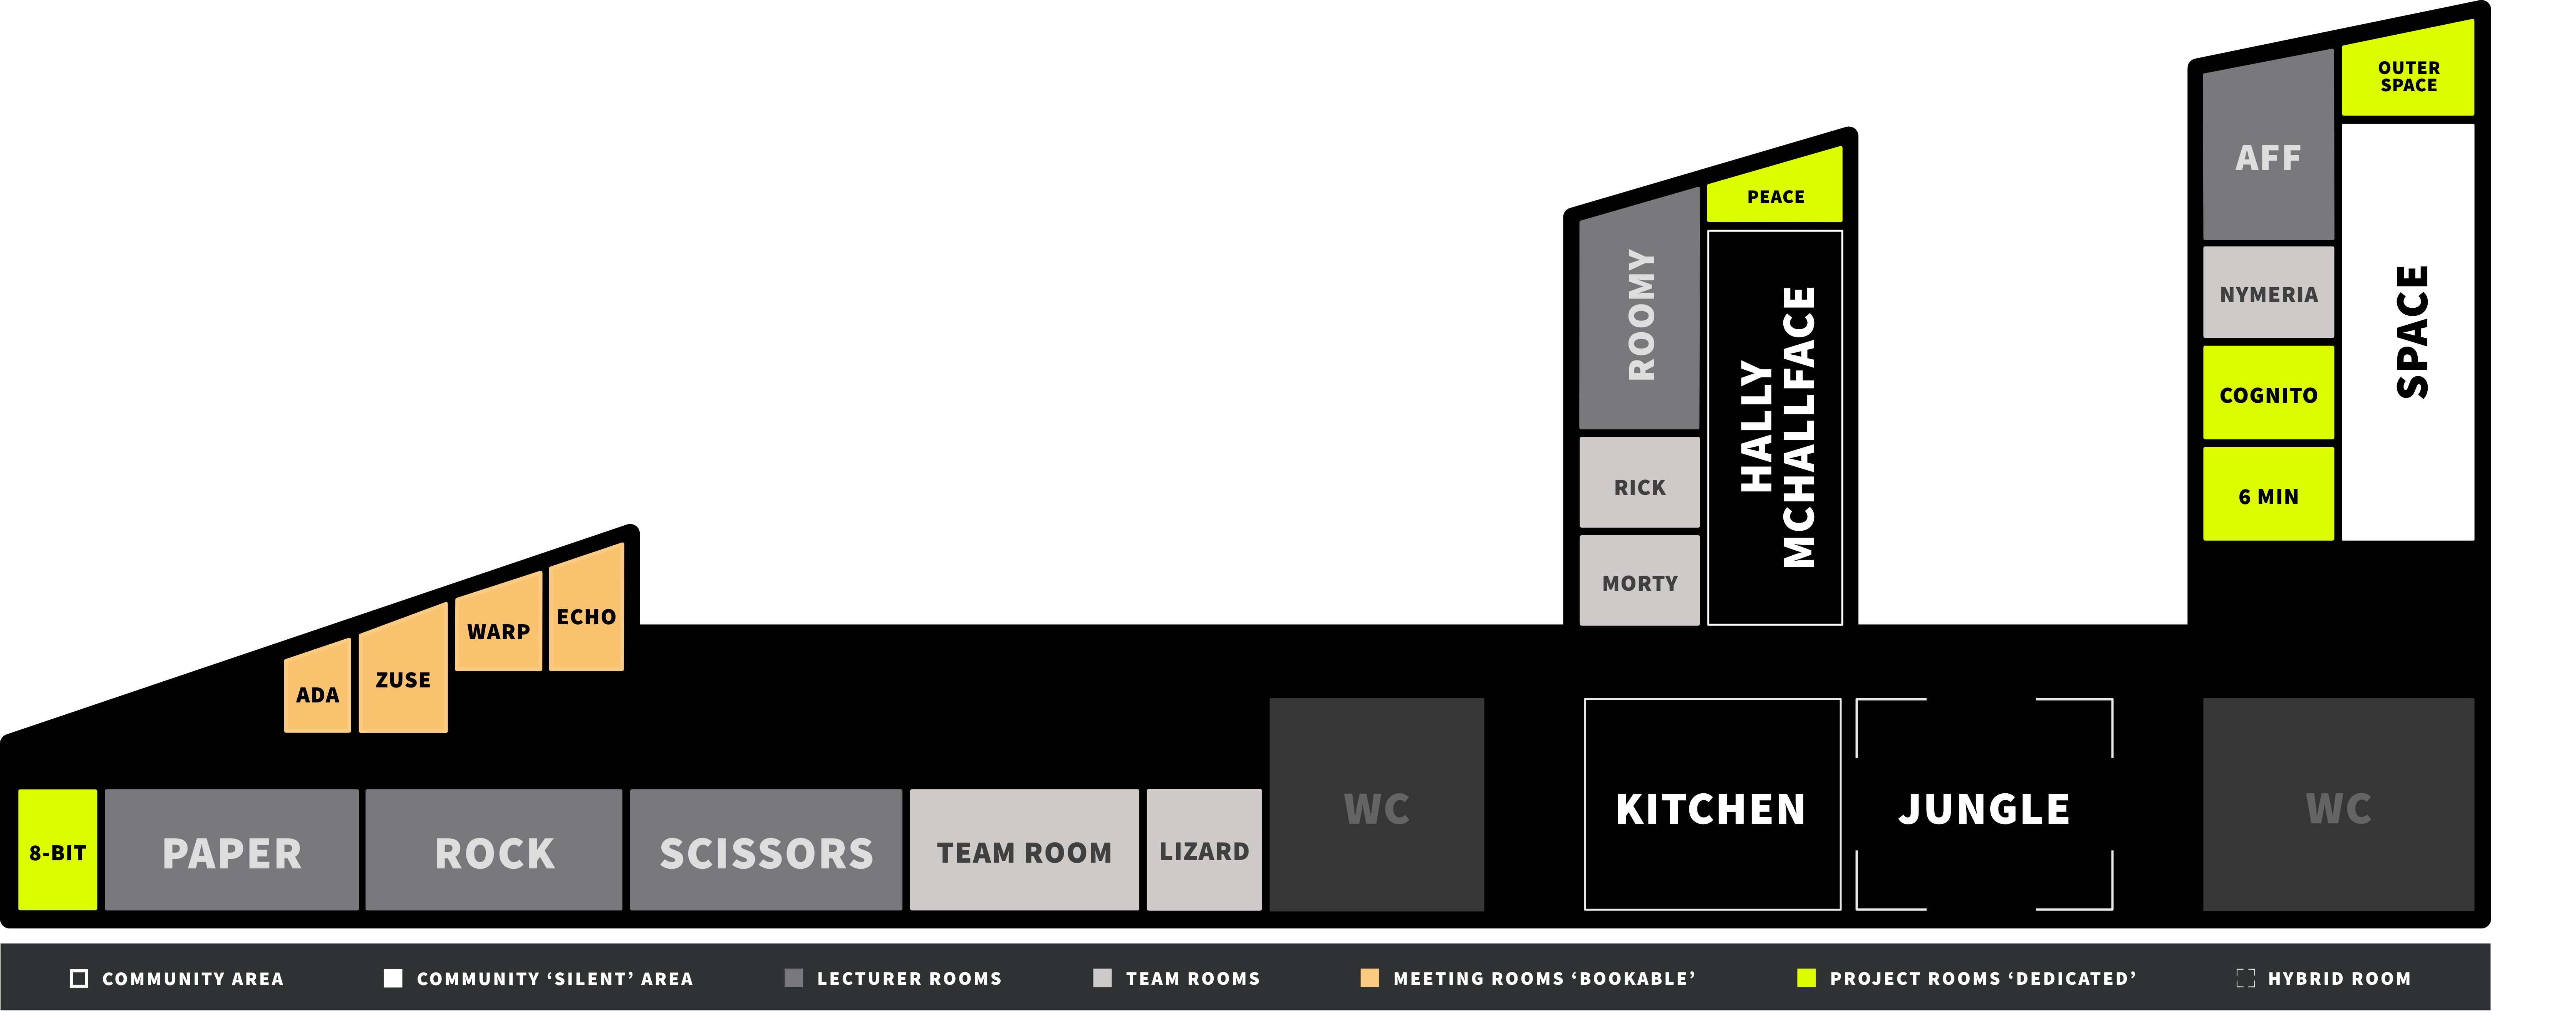 OUTER
SPACE
AFF
PEACE
ROOMY
HALLY
MCHALLFACE
NYMERIA
SPACE
COGNITO
RICK
6 MIN
MORTY
ECHO
WARP
ZUSE
ADA
WC
KITCHEN
JUNGLE
WC
8-BIT
PAPER
ROCK
SCISSORS
TEAM ROOM
LIZARD
COMMUNITY AREA
COMMUNITY ‘SILENT’ AREA
LECTURER ROOMS
TEAM ROOMS
MEETING ROOMS ‘BOOKABLE’
PROJECT ROOMS ‘DEDICATED’
HYBRID ROOM